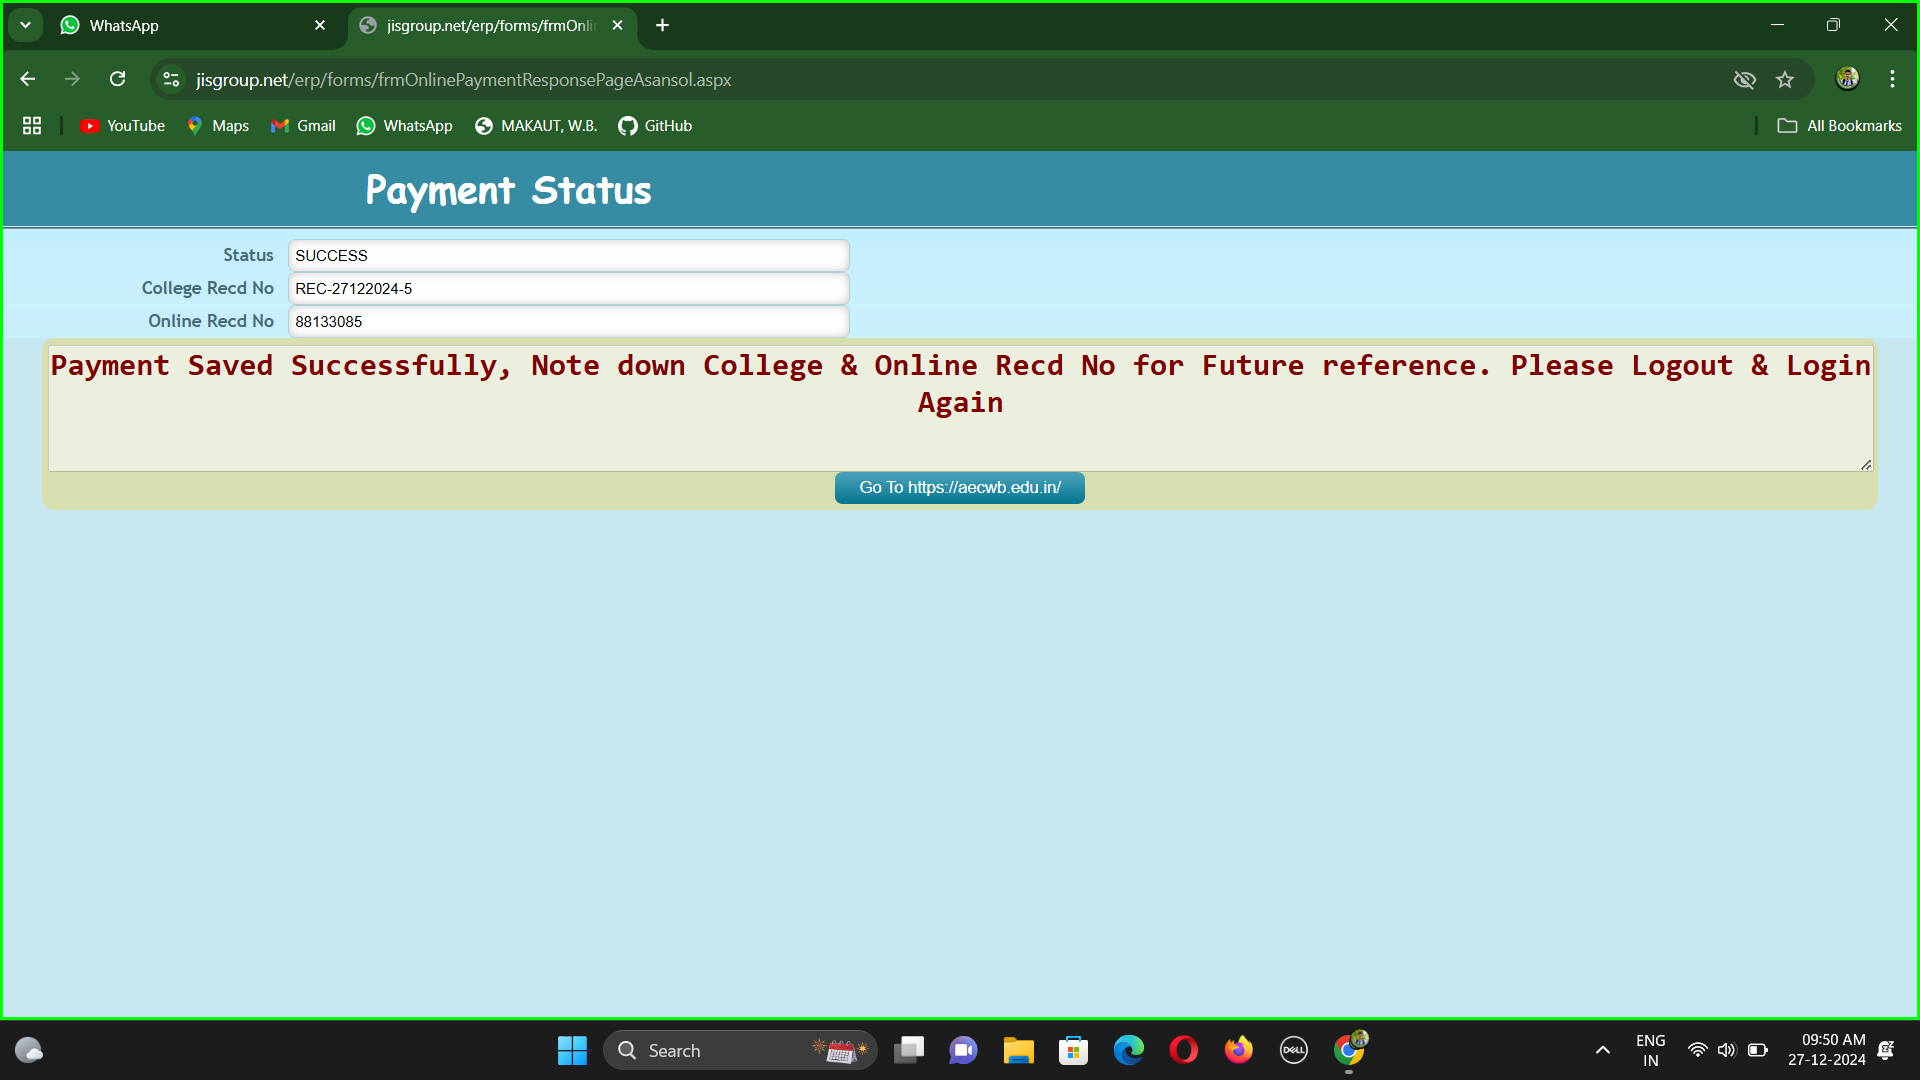 WhatsApp
jisgroup.net/erp/forms/frmOnli
jisgroup.net/erp/forms/frmOnlinePaymentResponsePageAsansol.aspx
YouTube Maps Gmail WhatsApp MAKAUT, W.B. GitHub All Bookmarks
Payment Status
Status SUCCESS
College Recd No REC-27122024-5
Online Recd No 88133085
Payment Saved Successfully, Note down College & Online Recd No for Future reference. Please Logout & Login
Again
Go To https://aecwb.edu.in/
Search
DELL
ENG
IN
09:50 AM
27-12-2024